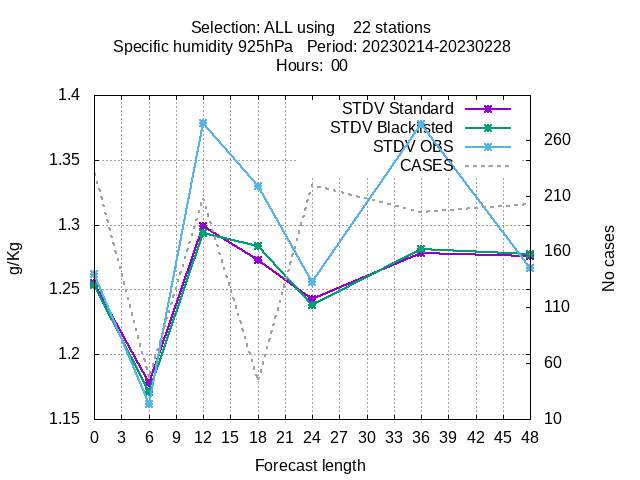 Selection: ALL using    22 stations
Specific humidity 925hPa   Period: 20230214-20230228
Hours:  00
1.4
1.35
1.3
1.25
1.2
1.15
g/Kg
STDV Standard
STDV Blacklisted
STDV OBS
CASES
260
210
160
110
60
10
No cases
0 3 6 9 12 15 18 21 24 27 30 33 36 39 42 45 48
Forecast length